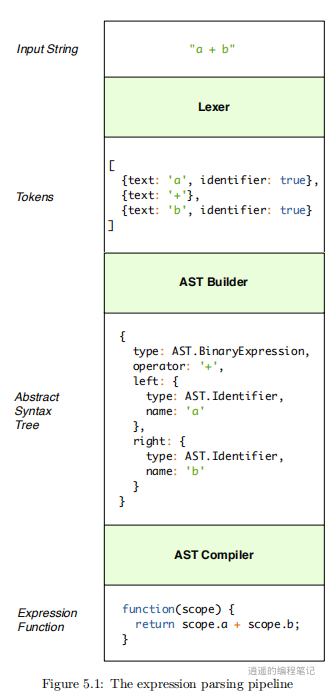 Input String
"a + b"
Lexer
Tokens
[
{text: 'a', identifier: true},
{text: '+'},
{text: 'b', identifier: true}
]
AST Builder
Abstract
Syntax
Tree
{
type: AST.BinaryExpression,
operator: '+',
left: {
type: AST.Identifier,
name: 'a'
},
right: {
type: AST.Identifier,
name: 'b'
}
}
AST Compiler
Expression
Function
function(scope) {
return scope.a + scope.b;
}
逍遥的编程笔记
Figure 5.1: The expression parsing pipeline